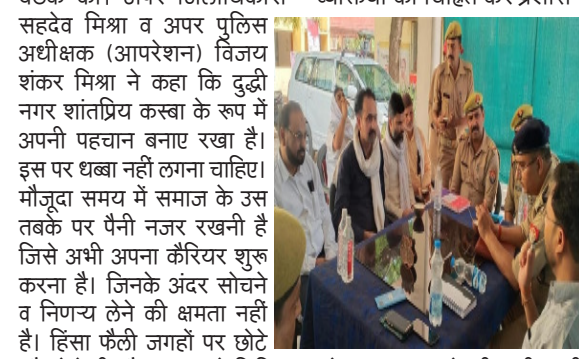 सहदेव मिश्रा व अपर पुलिस
अधीक्षक (आपरेशन) विजय
शंकर मिश्रा ने कहा कि दुद्धी
नगर शांतप्रिय कस्बा के रूप में
अपनी पहचान बनाए रखा है।
इस पर धब्बा नहीं लगना चाहिए।
मौजूदा समय में समाज के उस
तबके पर पैनी नजर रखनी है
जिसे अभी अपना कैरियर शुरू
करना है। जिनके अंदर सोचने
व निणर्‍य लेने की क्षमता नहीं
है। हिंसा फैली जगहों पर छोटे